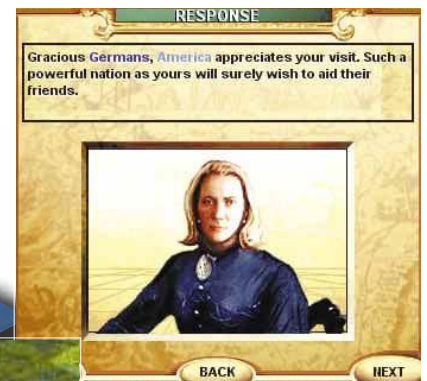 RESPONSE
Gracious Germans, America appreciates your visit. Such a
powerful nation as yours will surely wish to aid their
friends.
BACK
NEXT